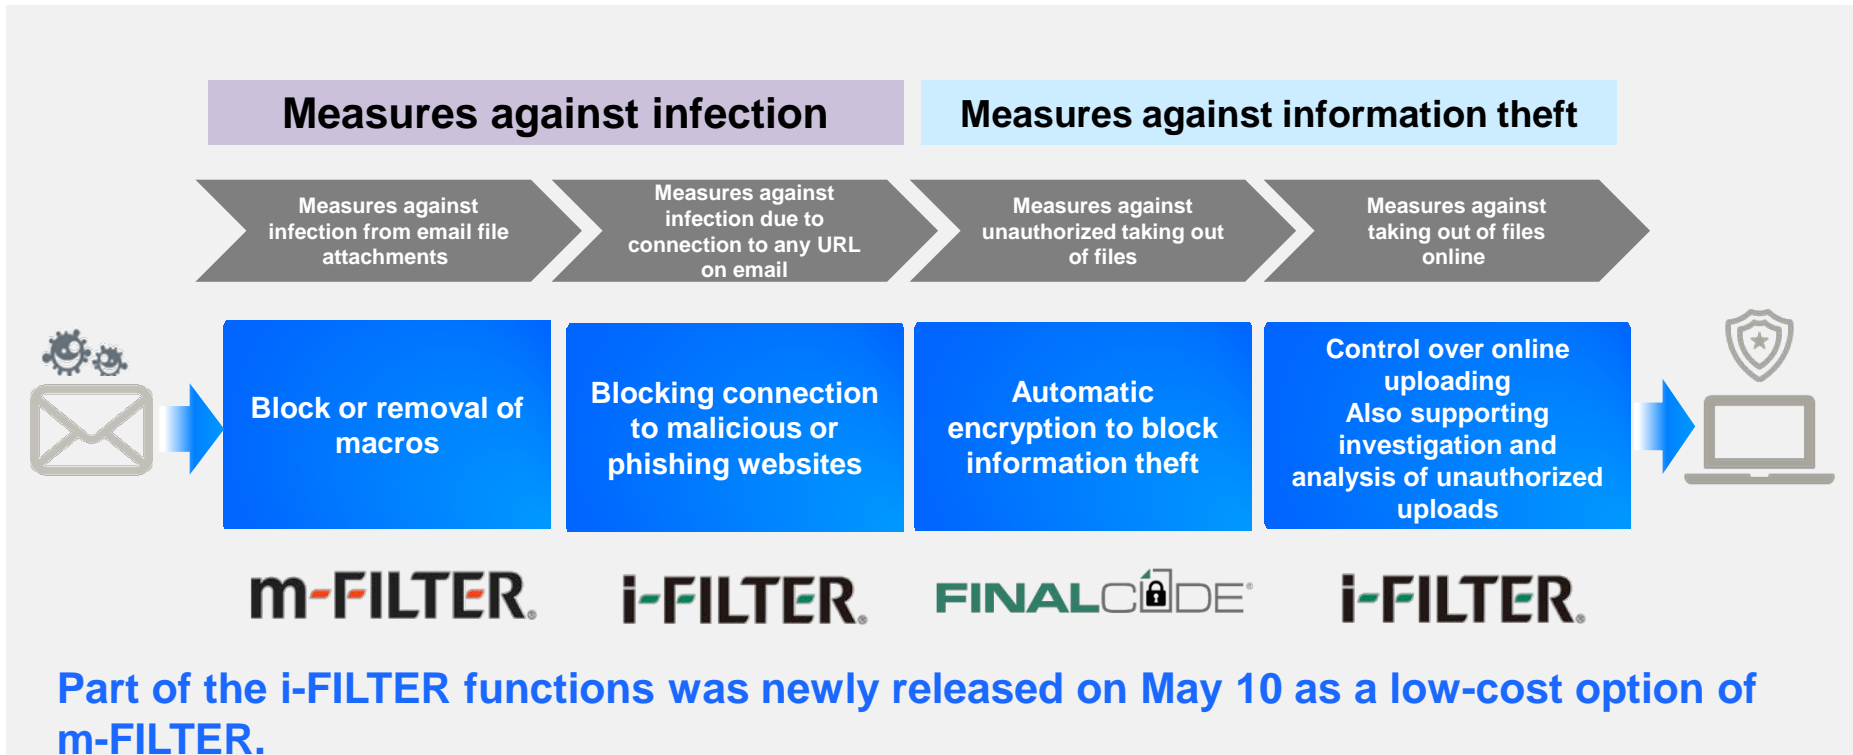 Measures against infection
Measures against information theft
Measures against
infection from email file
attachments
Measures against
infection due to
connection to any URL
on email
Measures against
unauthorized taking out
of files
Measures against
taking out of files
online
Block or removal of
macros
Blocking connection
to malicious or
phishing websites
Automatic
encryption to block
information theft
Control over online
uploading
Also supporting
investigation and
analysis of unauthorized
uploads
m-FILTER®
i-FILTER®
FINALCODE®
i-FILTER®
Part of the i-FILTER functions was newly released on May 10 as a low-cost option of
m-FILTER.